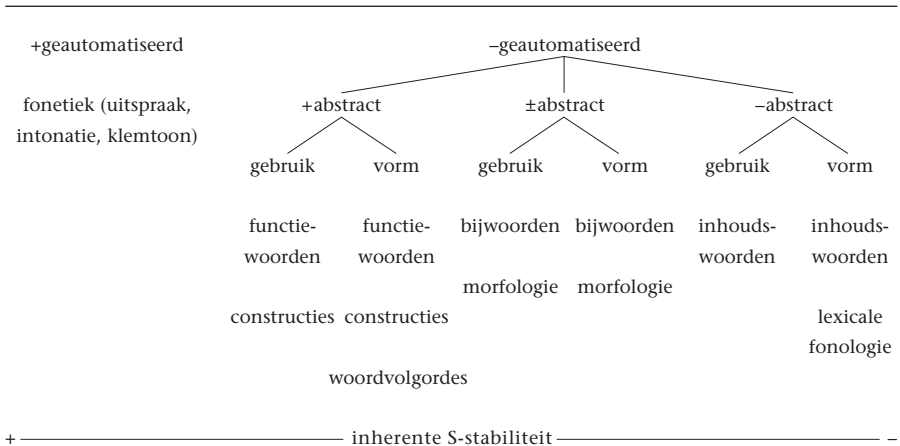 +geautomatiseerd –geautomatiseerd
fonetiek (uitspraak, +abstract ±abstract –abstract
intonatie, klemtoon)
gebruik vorm gebruik vorm gebruik vorm
functie- functie- bijwoorden bijwoorden inhouds- inhouds-
woorden woorden woorden woorden
morfologie morfologie
constructies constructies lexicale
fonologie
woordvolgordes
+ inherente S-stabiliteit –